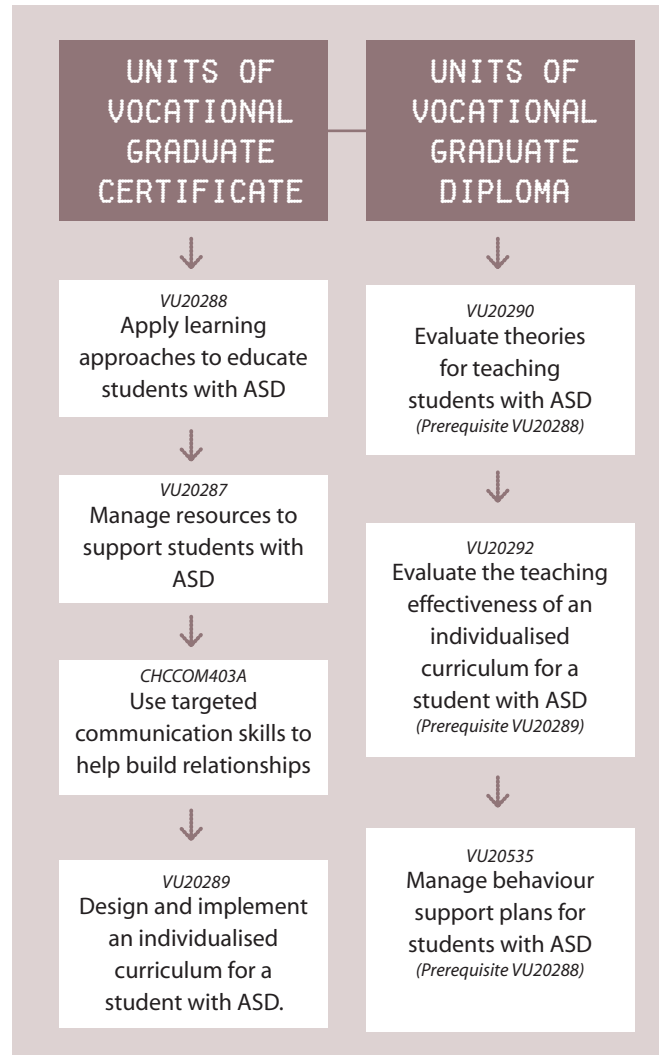 UNITS OF
VOCATIONAL
GRADUATE
CERTIFICATE
VU20288
Apply learning
approaches to educate
students with ASD
VU20287
Manage resources to
support students with
ASD
CHCCOM403A
Use targeted
communication skills to
help build relationships
VU20289
Design and implement
an individualised
curriculum for a
student with ASD.
UNITS OF
VOCATIONAL
GRADUATE
DIPLOMA
VU20290
Evaluate theories
for teaching
students with ASD
(Prerequisite VU20288)
VU20292
Evaluate the teaching
effectiveness of an
individualised
curriculum for a
student with ASD
(Prerequisite VU20289)
VU20535
Manage behaviour
support plans for
students with ASD
(Prerequisite VU20288)